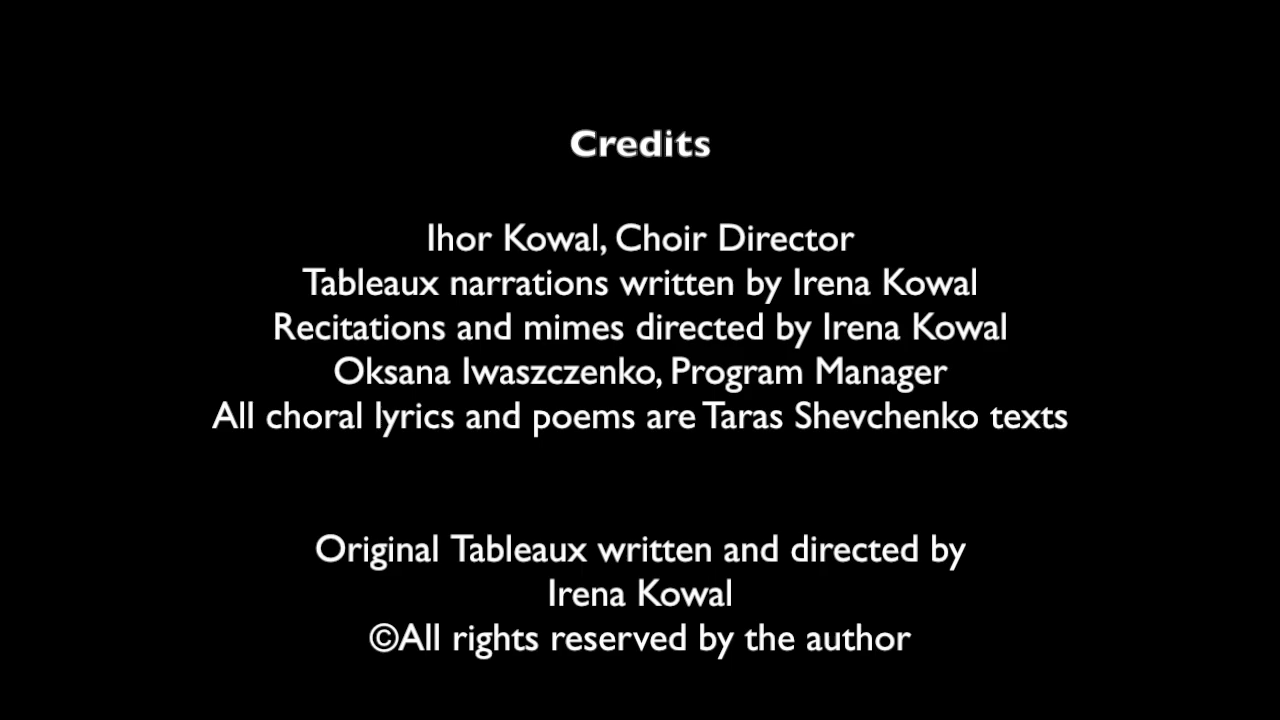 Credits
Ihor Kowal, Choir Director
Tableaux narrations written by Irena Kowal
Recitations and mimes directed by Irena Kowal
Oksana Iwaszczenko, Program Manager
All choral lyrics and poems are Taras Shevchenko texts
Original Tableaux written and directed by
Irena Kowal
©All rights reserved by the author